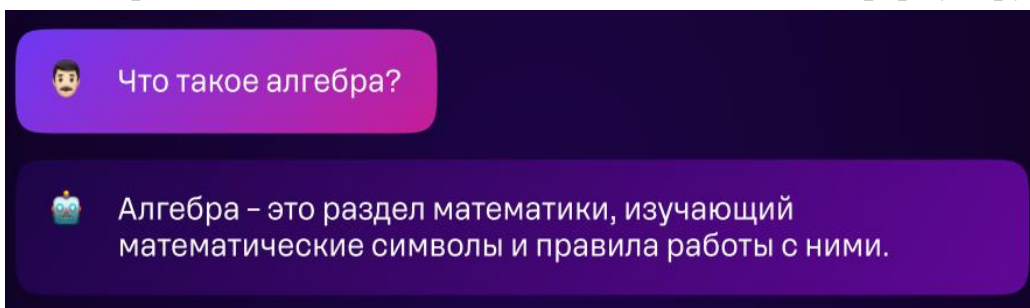 Что такое алгебра?
Алгебра – это раздел математики, изучающий
математические символы и правила работы с ними.